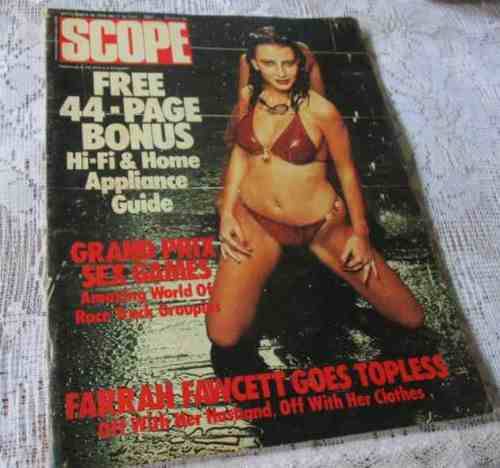 SCOPE
FREE
44-PAGE
BONUS
Hi-Fi & Home
Appliance
Guide
GRAND PRIX
SEX GAMES
Amazing World Of
Race Track Groupies
FARRAH FAWCETT GOES TOPLESS
Off With Her Husband, Off With Her Clothes